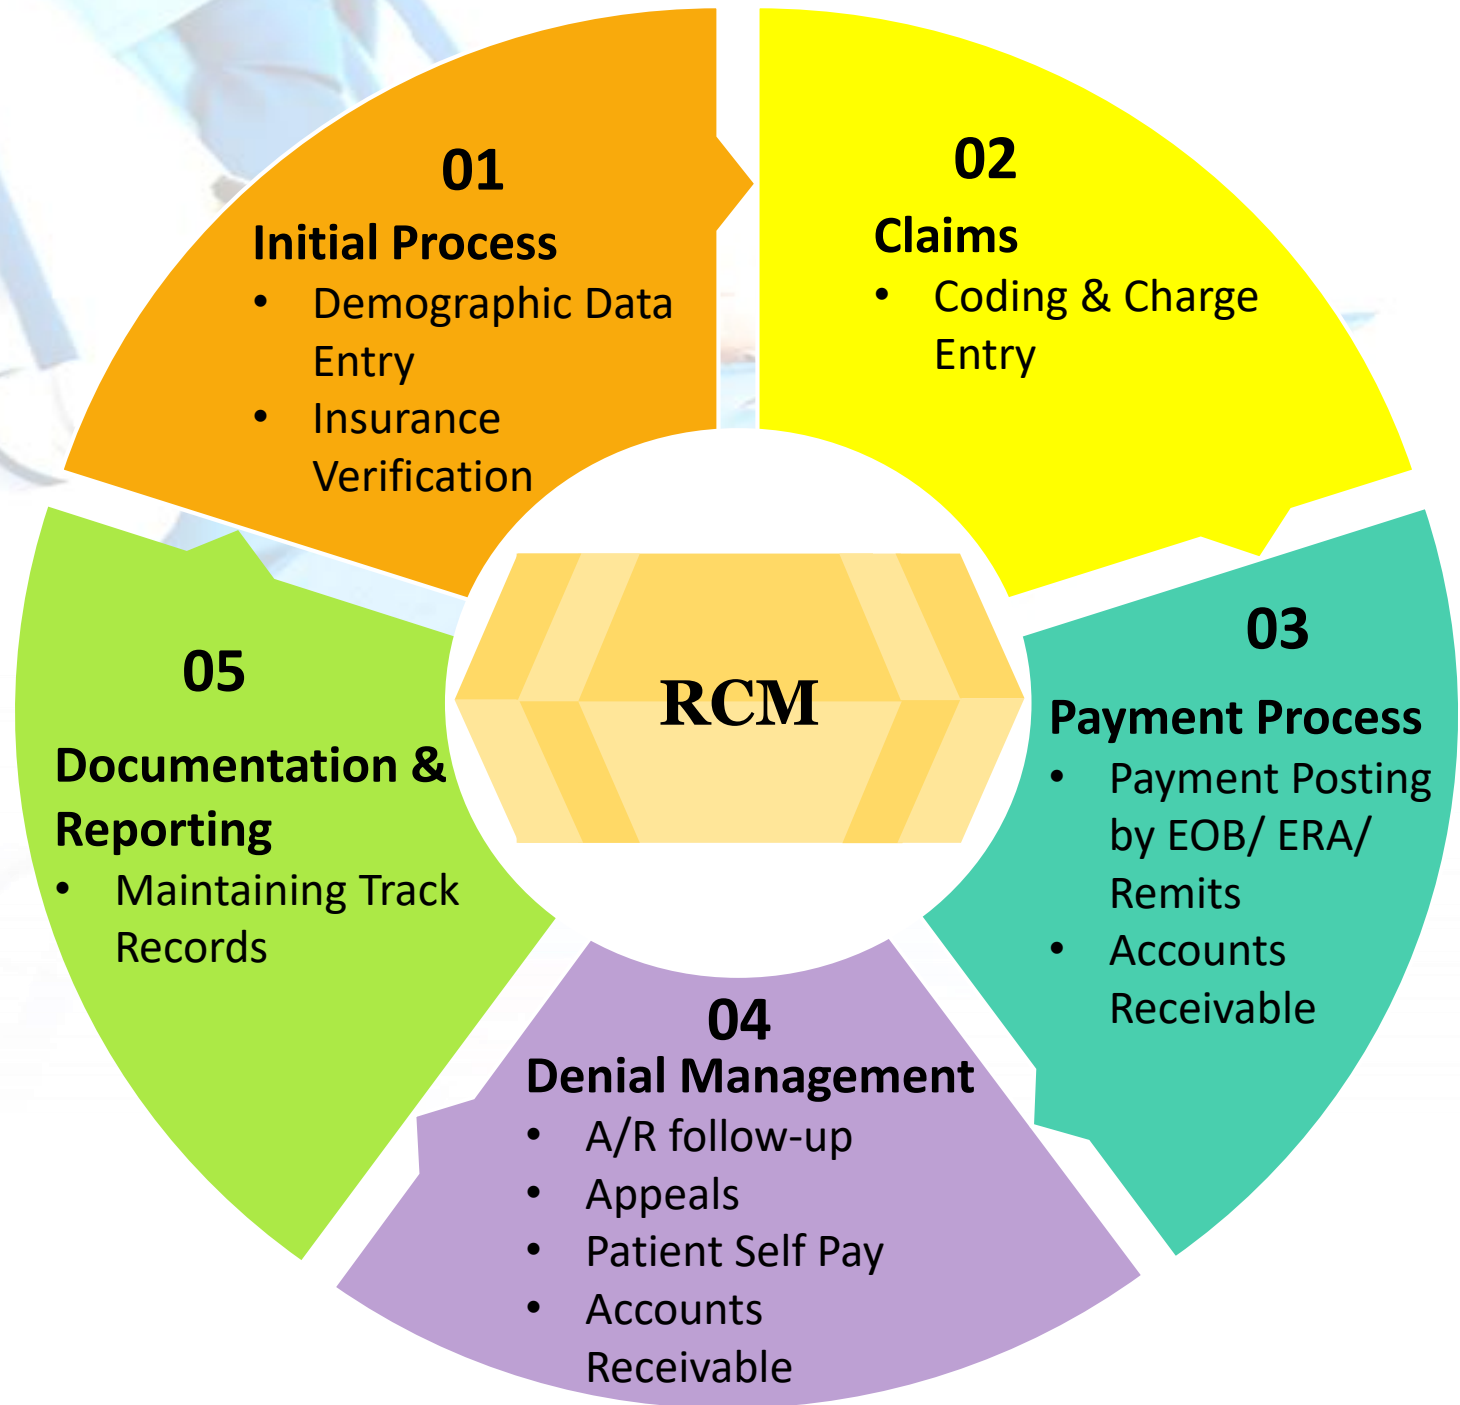 01
Initial Process
• Demographic Data
Entry
• Insurance
Verification
02
Claims
• Coding & Charge
Entry
03
Payment Process
• Payment Posting
by EOB/ ERA/
Remits
• Accounts
Receivable
04
Denial Management
• A/R follow-up
• Appeals
• Patient Self Pay
• Accounts
Receivable
05
Documentation &
Reporting
• Maintaining Track
Records
RCM